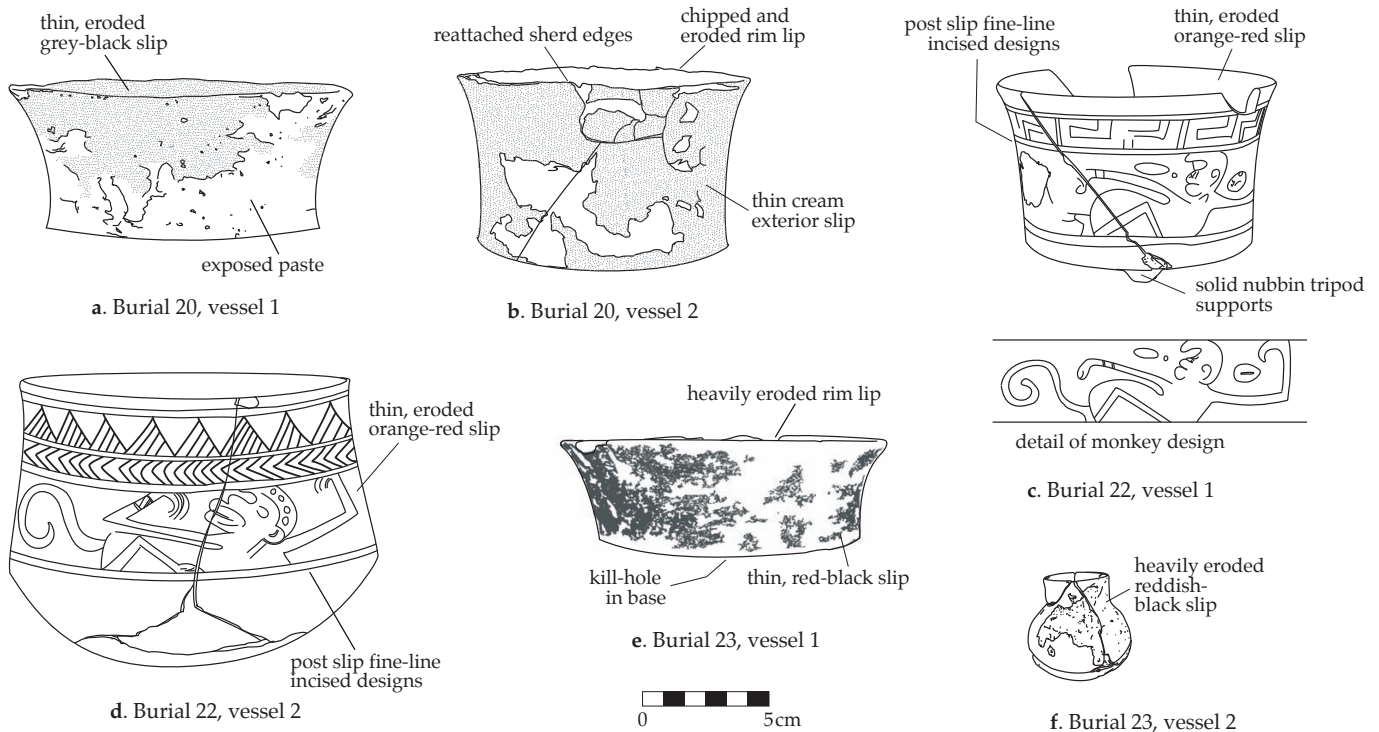 thin, eroded
grey-black slip
exposed paste
a. Burial 20, vessel 1
reattached sherd edges
chipped and
eroded rim lip
thin cream
exterior slip
b. Burial 20, vessel 2
post slip fine-line
incised designs
thin, eroded
orange-red slip
solid nubbin tripod
supports
detail of monkey design
c. Burial 22, vessel 1
thin, eroded
orange-red slip
post slip fine-line
incised designs
d. Burial 22, vessel 2
heavily eroded rim lip
kill-hole
in base
thin, red-black slip
e. Burial 23, vessel 1
0 5cm
heavily eroded
reddish-
black slip
f. Burial 23, vessel 2